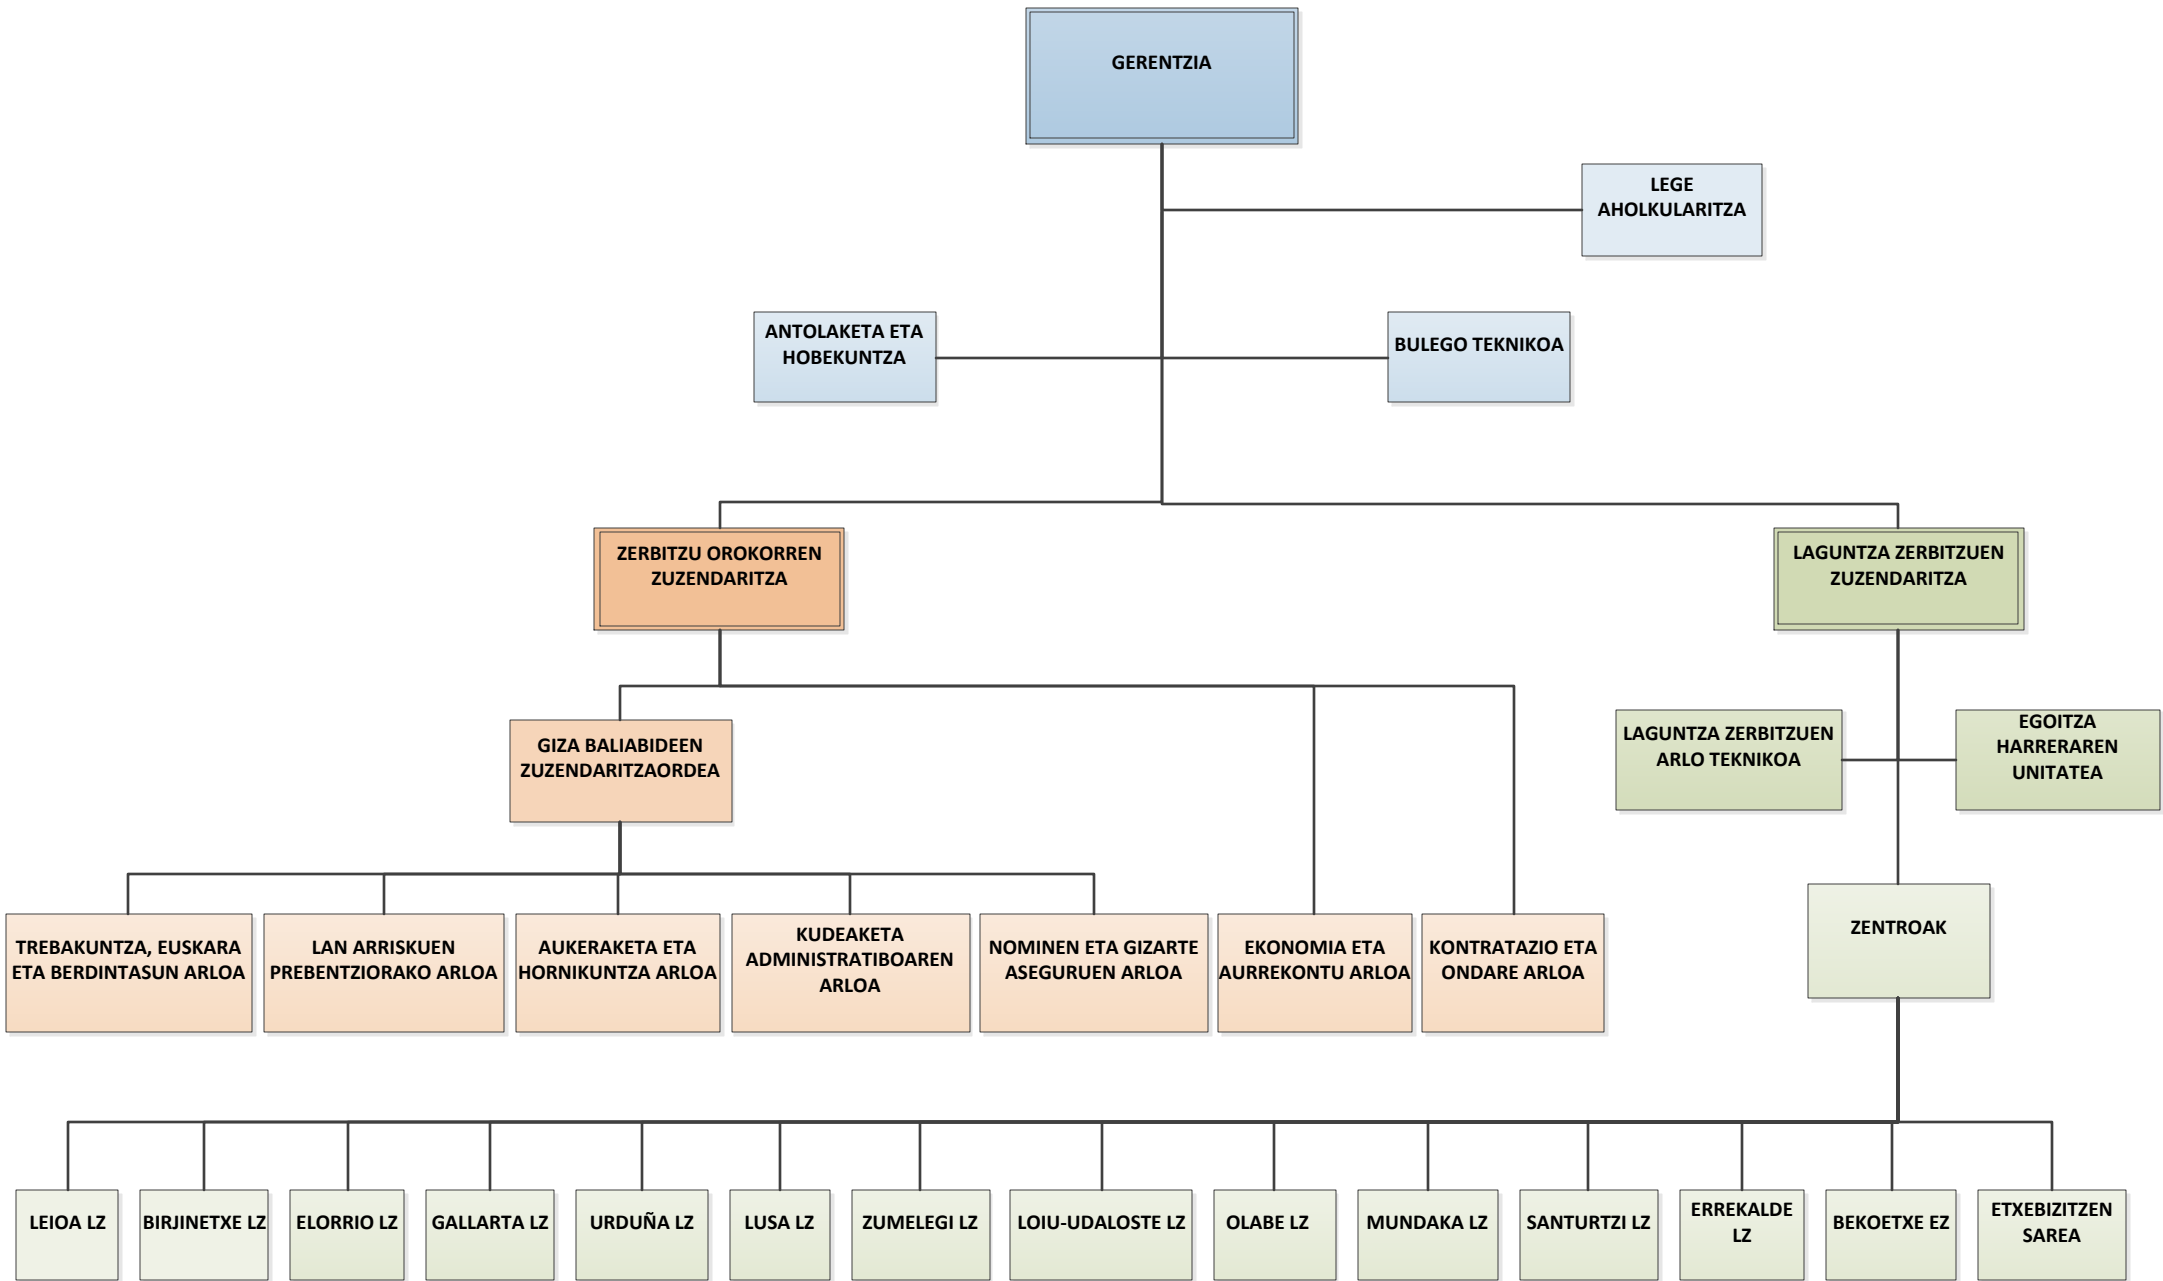 GERENTZIA
LEGE
AHOLKULARITZA
ANTOLAKETA ETA
HOBEKUNTZA
BULEGO TEKNIKOA
ZERBITZU OROKORREN
ZUZENDARITZA
LAGUNTZA ZERBITZUEN
ZUZENDARITZA
GIZA BALIABIDEEN
ZUZENDARITZAORDEA
LAGUNTZA ZERBITZUEN
ARLO TEKNIKOA
EGOITZA
HARRERAREN
UNITATEA
TREBAKUNTZA, EUSKARA
ETA BERDINTASUN ARLOA
LAN ARRISKUEN
PREBENTZIORAKO ARLOA
AUKERAKETA ETA
HORNIKUNTZA ARLOA
KUDEAKETA
ADMINISTRATIBOAREN
ARLOA
NOMINEN ETA GIZARTE
ASEGURUEN ARLOA
EKONOMIA ETA
AURREKONTU ARLOA
KONTRATAZIO ETA
ONDARE ARLOA
ZENTROAK
LEIOA LZ
BIRJINETXE LZ
ELORRIO LZ
GALLARTA LZ
URDUÑA LZ
LUSA LZ
ZUMELEGI LZ
LOIU-UDALOSTE LZ
OLABE LZ
MUNDAKA LZ
SANTURTZI LZ
ERREKALDE
LZ
BEKOETXE EZ
ETXEBIZITZEN
SAREA